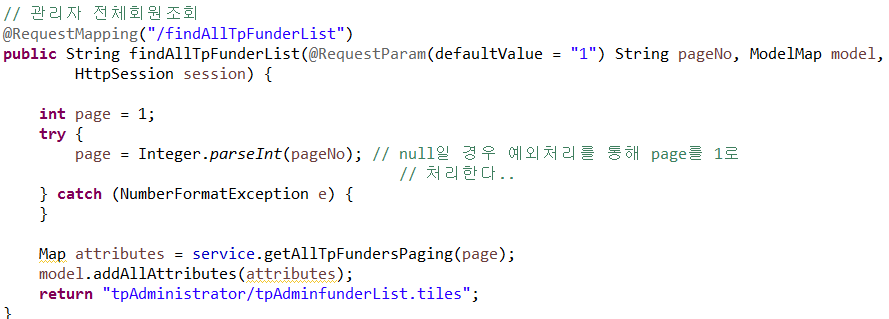 // 관리자 전체회원조회
@RequestMapping("/findAllTpFunderList")
public String findAllTpFunderList(@RequestParam(defaultValue = "1") String pageNo, ModelMap model,
        HttpSession session) {

    int page = 1;
    try {
        page = Integer.parseInt(pageNo); // null일 경우 예외처리를 통해 page를 1로
                                         // 처리한다..
    } catch (NumberFormatException e) {
    }

    Map attributes = service.getAllTpFundersPaging(page);
    model.addAllAttributes(attributes);
    return "tpAdministrator/tpAdminfunderList.tiles";
}